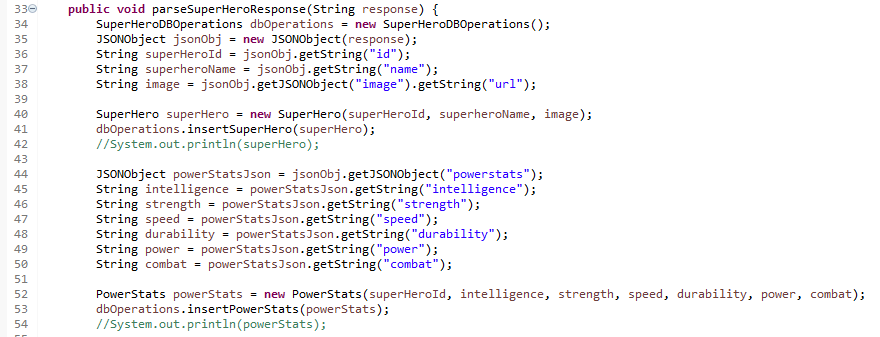 33 public void parseSuperHeroResponse(String response) {
34 SuperHeroDBOperations dbOperations = new SuperHeroDBOperations();
35 JSONObject jsonObj = new JSONObject(response);
36 String superHeroId = jsonObj.getString("id");
37 String superheroName = jsonObj.getString("name");
38 String image = jsonObj.getJSONObject("image").getString("url");
39
40 SuperHero superHero = new SuperHero(superHeroId, superheroName, image);
41 dbOperations.insertSuperHero(superHero);
42 //System.out.println(superHero);
43
44 JSONObject powerStatsJson = jsonObj.getJSONObject("powerstats");
45 String intelligence = powerStatsJson.getString("intelligence");
46 String strength = powerStatsJson.getString("strength");
47 String speed = powerStatsJson.getString("speed");
48 String durability = powerStatsJson.getString("durability");
49 String power = powerStatsJson.getString("power");
50 String combat = powerStatsJson.getString("combat");
51
52 PowerStats powerStats = new PowerStats(superHeroId, intelligence, strength, speed, durability, power, combat);
53 dbOperations.insertPowerStats(powerStats);
54 //System.out.println(powerStats);